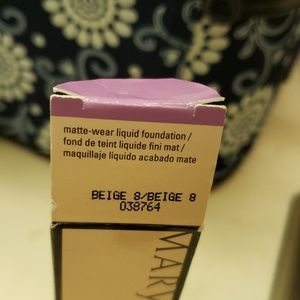 matte-wear liquid foundation /
fond de teint liquide fini mat /
maquillaje líquido acabado mate
BEIGE 8/BEIGE 8
038764
MARY